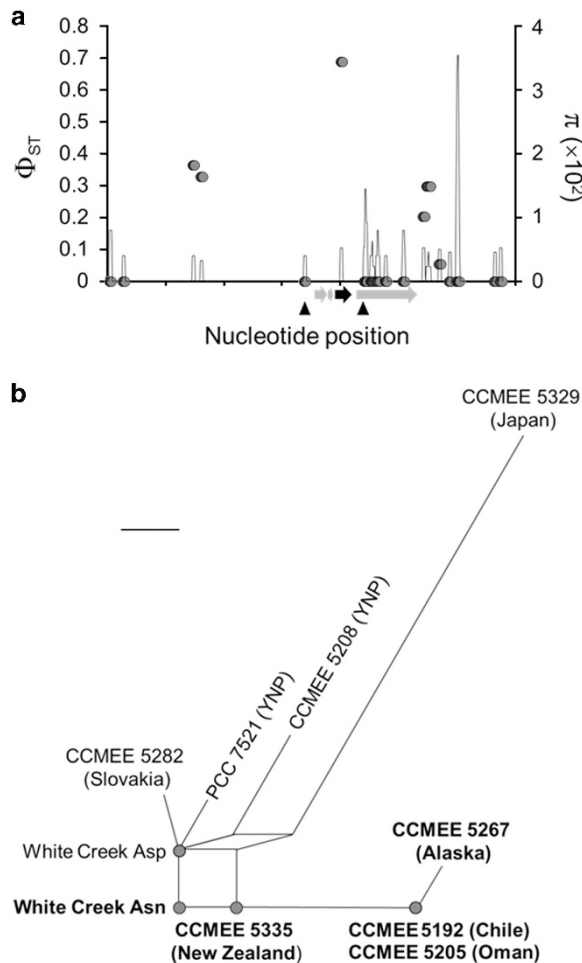 a
0.8
0.7
0.6
0.5
0.4
0.3
0.2
0.1
0
ΦST
4
3
2
1
0
π (×10²)
Nucleotide position
b
CCMEE 5329
(Japan)
CCMEE 5208 (YNP)
PCC 7521 (YNP)
CCMEE 5282
(Slovakia)
White Creek Asp
CCMEE 5267
(Alaska)
White Creek Asn
CCMEE 5335
(New Zealand)
CCMEE 5192 (Chile)
CCMEE 5205 (Oman)